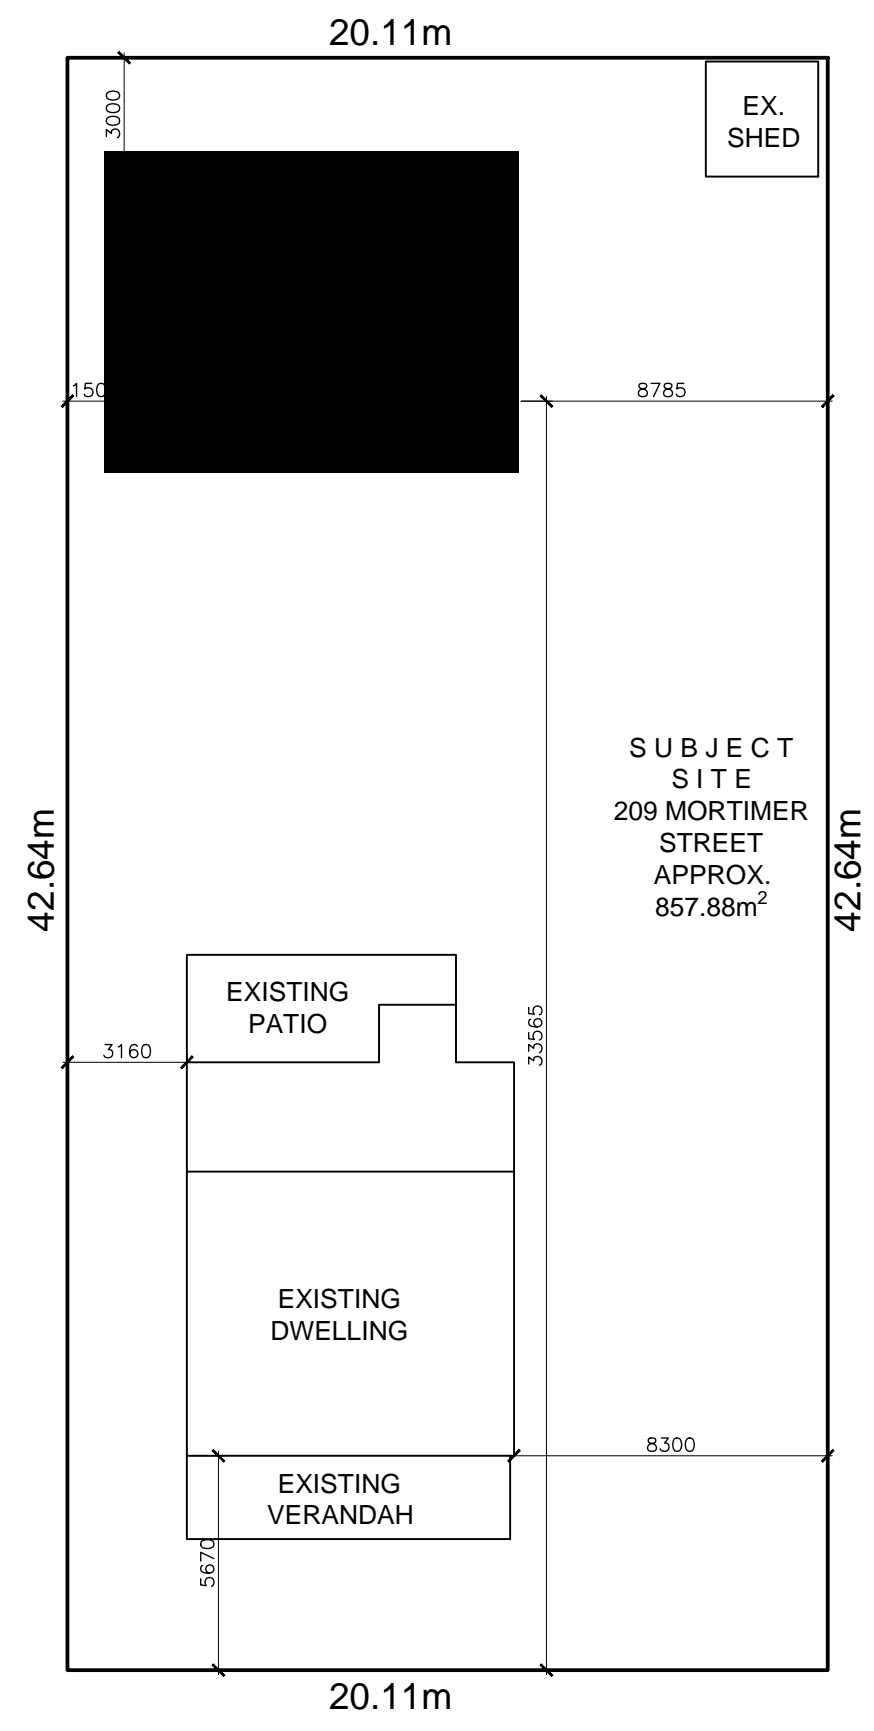 20.11m
3000
EX.
SHED
150
8785
S U B J E C T
S I T E
209 MORTIMER
STREET
APPROX.
857.88m²
42.64m
42.64m
EXISTING
PATIO
33565
3160
EXISTING
DWELLING
8300
EXISTING
VERANDAH
5670
20.11m